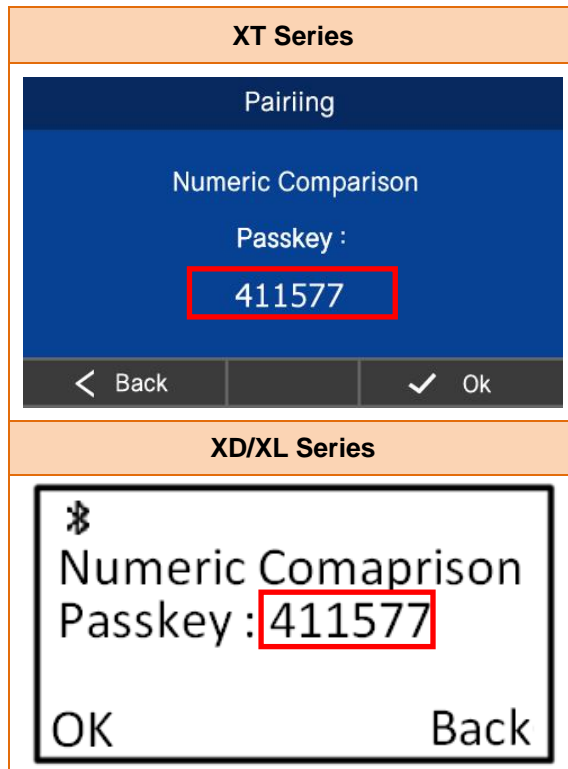 XT Series
Pairiing
Numeric Comparison
Passkey :
411577
Back Ok
XD/XL Series
Numeric Comaprison
Passkey : 411577
OK Back